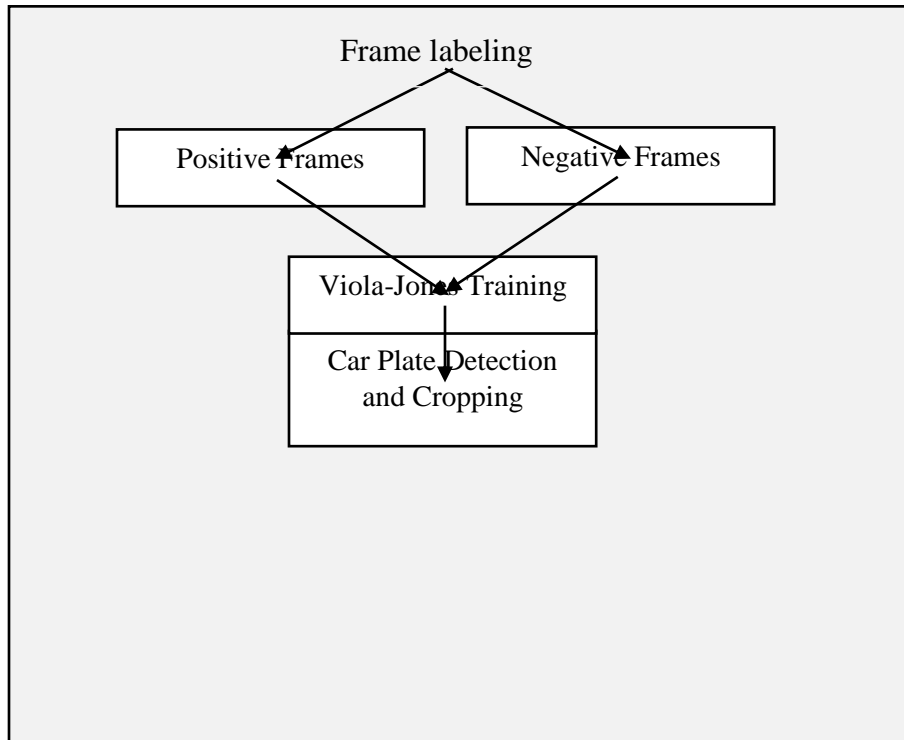 Frame labeling
Positive Frames
Negative Frames
Viola-Jones Training
Car Plate Detection
and Cropping